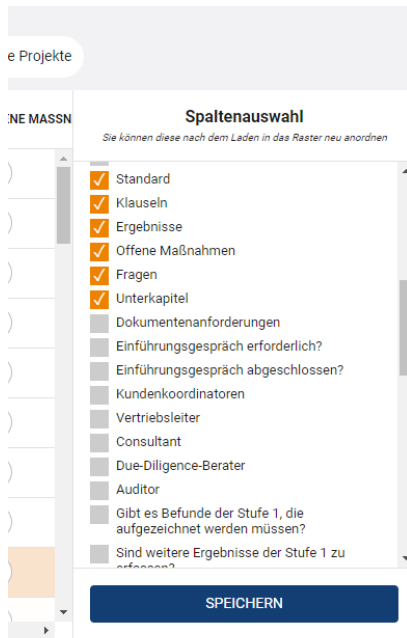 e Projekte
ENE MASSN
Spaltenauswahl
Sie können diese nach dem Laden in das Raster neu anordnen
Standard
Klauseln
Ergebnisse
Offene Maßnahmen
Fragen
Unterkapitel
Dokumentenanforderungen
Einführungsgespräch erforderlich?
Einführungsgespräch abgeschlossen?
Kundenkoordinatoren
Vertriebsleiter
Consultant
Due-Diligence-Berater
Auditor
Gibt es Befunde der Stufe 1, die
aufgezeichnet werden müssen?
Sind weitere Ergebnisse der Stufe 1 zu
erfassen?
SPEICHERN